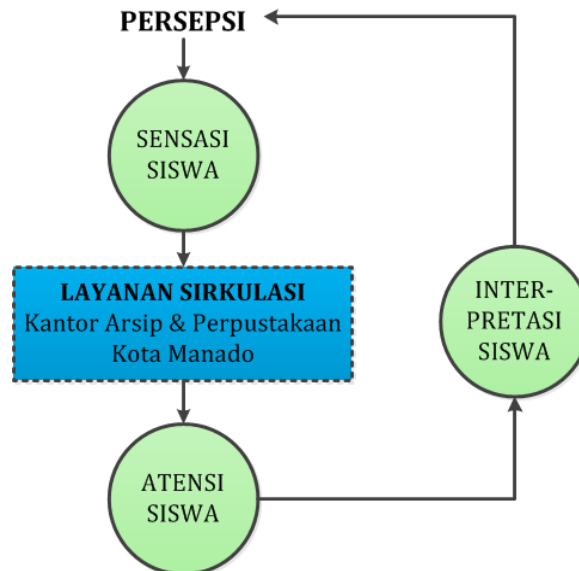 PERSEPSI
SENSASI
SISWA
LAYANAN SIRKULASI
Kantor Arsip & Perpustakaan
Kota Manado
ATENSI
SISWA
INTER-
PRETASI
SISWA